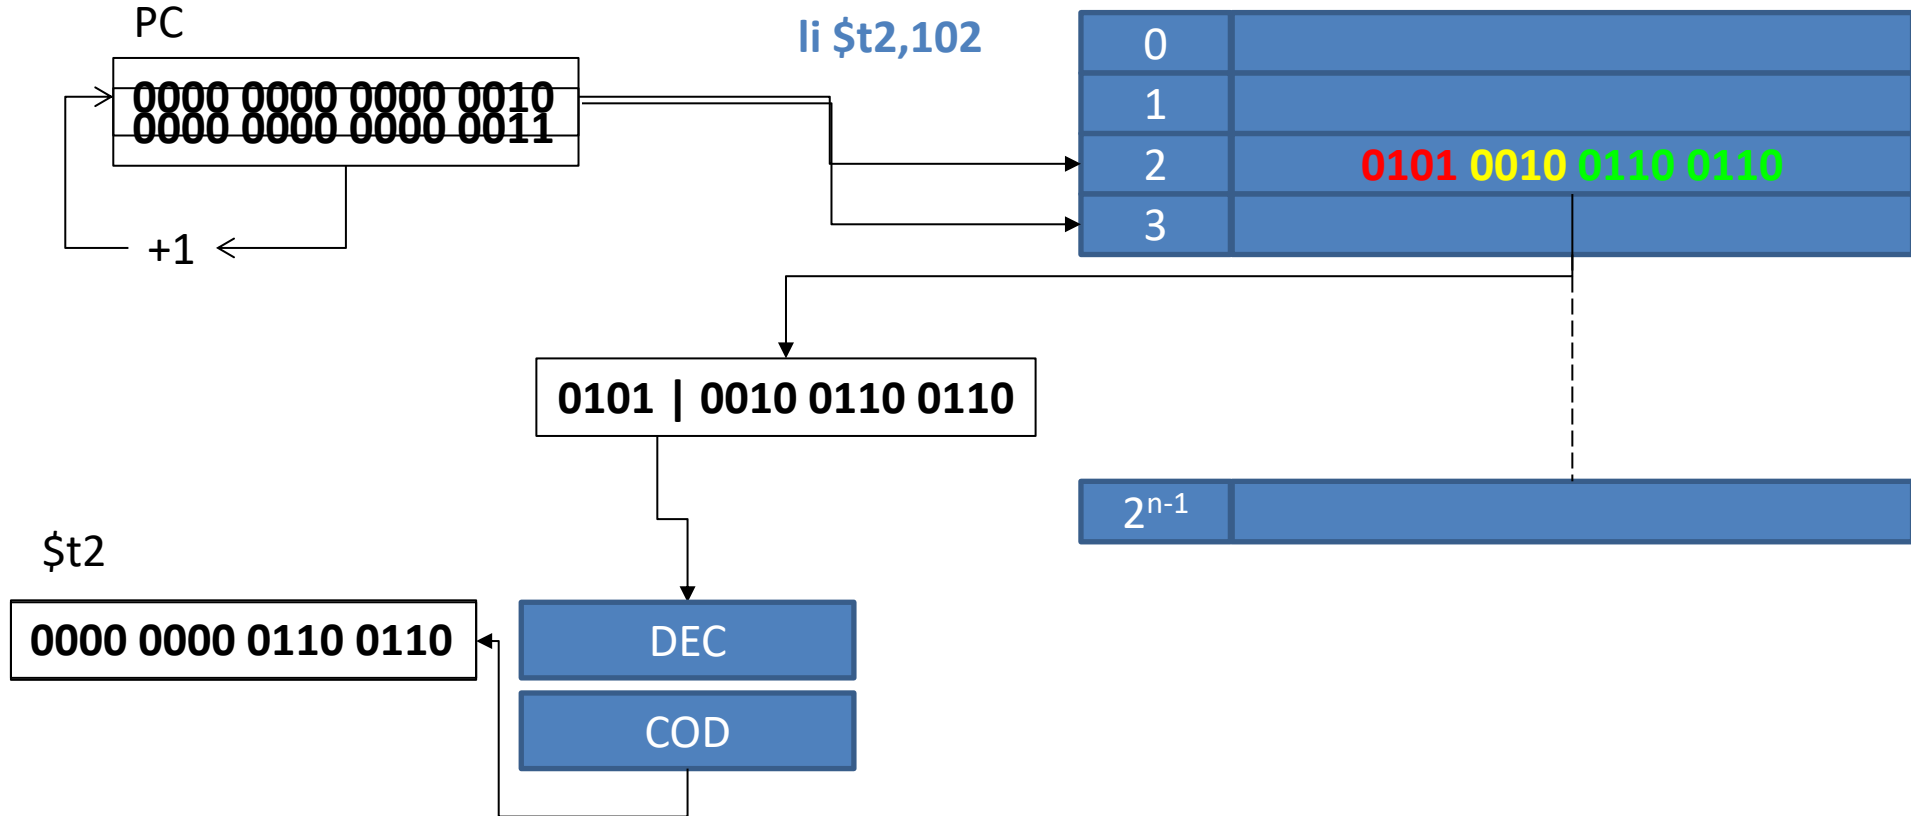 PC
li $t2,102
0000 0000 0000 0010
0000 0000 0000 0011
+1
0
1
2 0101 0010 0110 0110
3
0101 | 0010 0110 0110
2ⁿ⁻¹
$t2
0000 0000 0110 0110
DEC
COD